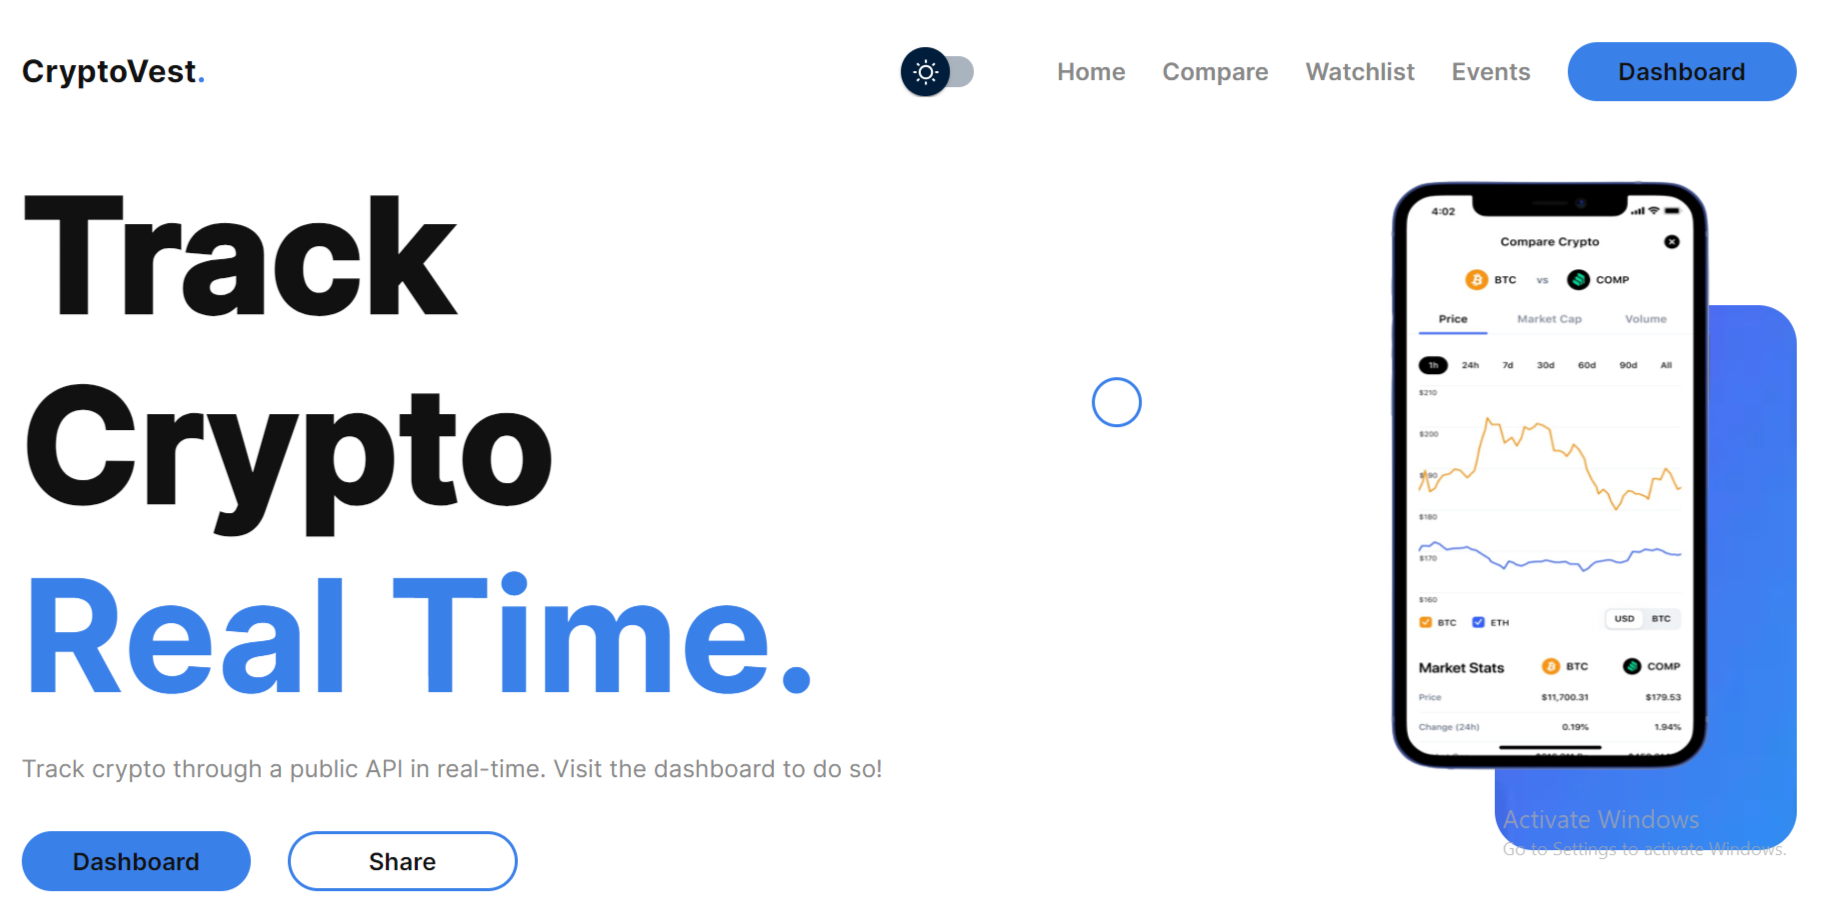 CryptoVest.
Home Compare Watchlist Events Dashboard
Track
Crypto
Real Time.
Track crypto through a public API in real-time. Visit the dashboard to do so!
Dashboard Share
4:02
Compare Crypto
BTC vs COMP
Price Market Cap Volume
1h 24h 7d 30d 60d 90d All
$210
$200
$190
$180
$170
$160
BTC ETH USD BTC
Market Stats BTC COMP
Price $11,700.31 $179.53
Change (24h) 0.19% 1.94%
Activate Windows
Go to Settings to activate Windows.